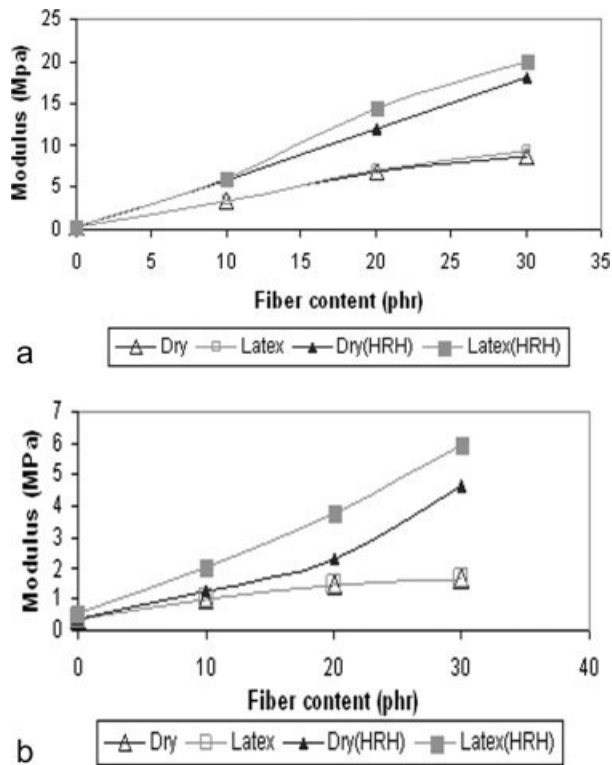 25
20
15
10
5
0
Modulus (Mpa)
0 5 10 15 20 25 30 35
Fiber content (phr)
a
Dry Latex Dry(HRH) Latex(HRH)
7
6
5
4
3
2
1
0
Modulus (MPa)
0 10 20 30 40
Fiber content (phr)
b
Dry Latex Dry(HRH) Latex(HRH)